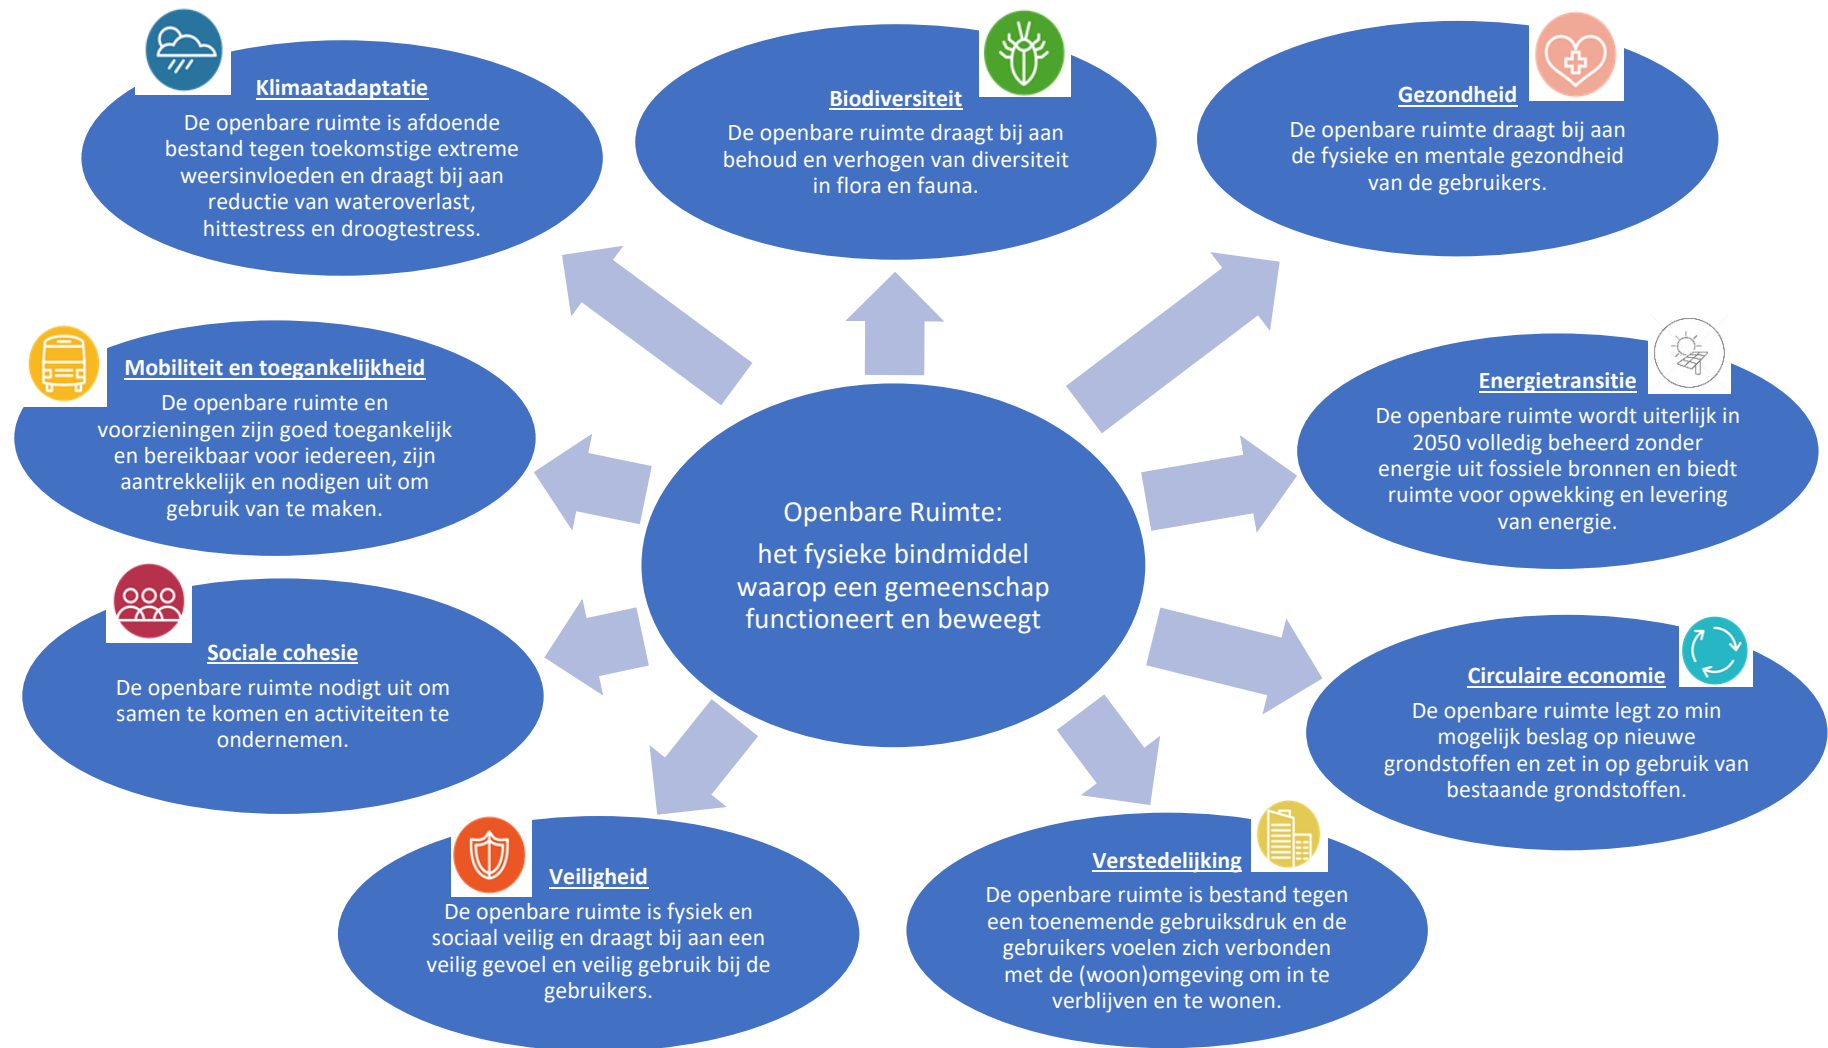 Klimaatadaptatie
De openbare ruimte is afdoende
bestand tegen toekomstige extreme
weersinvloeden en draagt bij aan
reductie van wateroverlast,
hittestress en droogtestress.
Biodiversiteit
De openbare ruimte draagt bij aan
behoud en verhogen van diversiteit
in flora en fauna.
Gezondheid
De openbare ruimte draagt bij aan
de fysieke en mentale gezondheid
van de gebruikers.
Mobiliteit en toegankelijkheid
De openbare ruimte en
voorzieningen zijn goed toegankelijk
en bereikbaar voor iedereen, zijn
aantrekkelijk en nodigen uit om
gebruik van te maken.
Energietransitie
De openbare ruimte wordt uiterlijk in
2050 volledig beheerd zonder
energie uit fossiele bronnen en biedt
ruimte voor opwekking en levering
van energie.
Openbare Ruimte:
het fysieke bindmiddel
waarop een gemeenschap
functioneert en beweegt
Sociale cohesie
De openbare ruimte nodigt uit om
samen te komen en activiteiten te
ondernemen.
Circulaire economie
De openbare ruimte legt zo min
mogelijk beslag op nieuwe
grondstoffen en zet in op gebruik van
bestaande grondstoffen.
Veiligheid
De openbare ruimte is fysiek en
sociaal veilig en draagt bij aan een
veilig gevoel en veilig gebruik bij de
gebruikers.
Verstedelijking
De openbare ruimte is bestand tegen
een toenemende gebruiksdruk en de
gebruikers voelen zich verbonden
met de (woon)omgeving om in te
verblijven en te wonen.